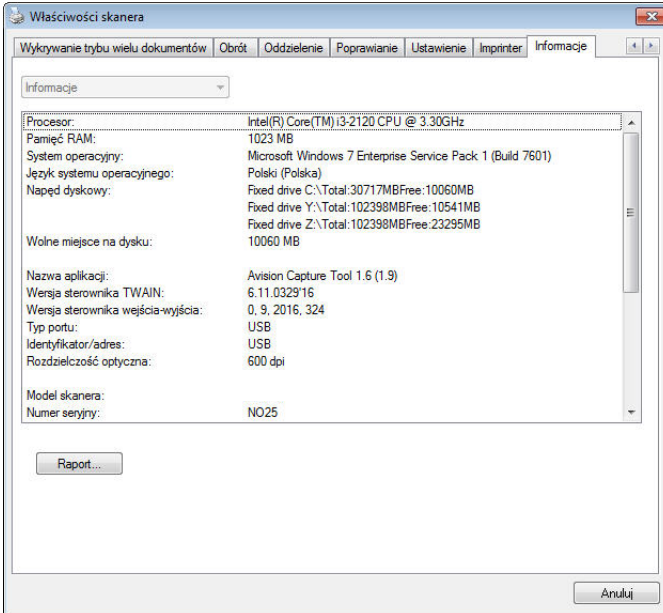 Właściwości skanera
Wykrywanie trybu wielu dokumentów Obrót Oddzielenie Poprawianie Ustawienie Imprinter Informacje
Informacje
Procesor: Intel(R) Core(TM) i3-2120 CPU @ 3.30GHz
Pamięć RAM: 1023 MB
System operacyjny: Microsoft Windows 7 Enterprise Service Pack 1 (Build 7601)
Język systemu operacyjnego: Polski (Polska)
Napęd dyskowy: Fixed drive C:\Total:30717MBFree:10060MB
Fixed drive Y:\Total:102398MBFree:10541MB
Fixed drive Z:\Total:102398MBFree:23295MB
Wolne miejsce na dysku: 10060 MB
Nazwa aplikacji: Avision Capture Tool 1.6 (1.9)
Wersja sterownika TWAIN: 6.11.0329'16
Wersja sterownika wejścia-wyjścia: 0, 9, 2016, 324
Typ portu: USB
Identyfikator/adres: USB
Rozdzielczość optyczna: 600 dpi
Model skanera:
Numer seryjny: NO25
Raport...
Anuluj